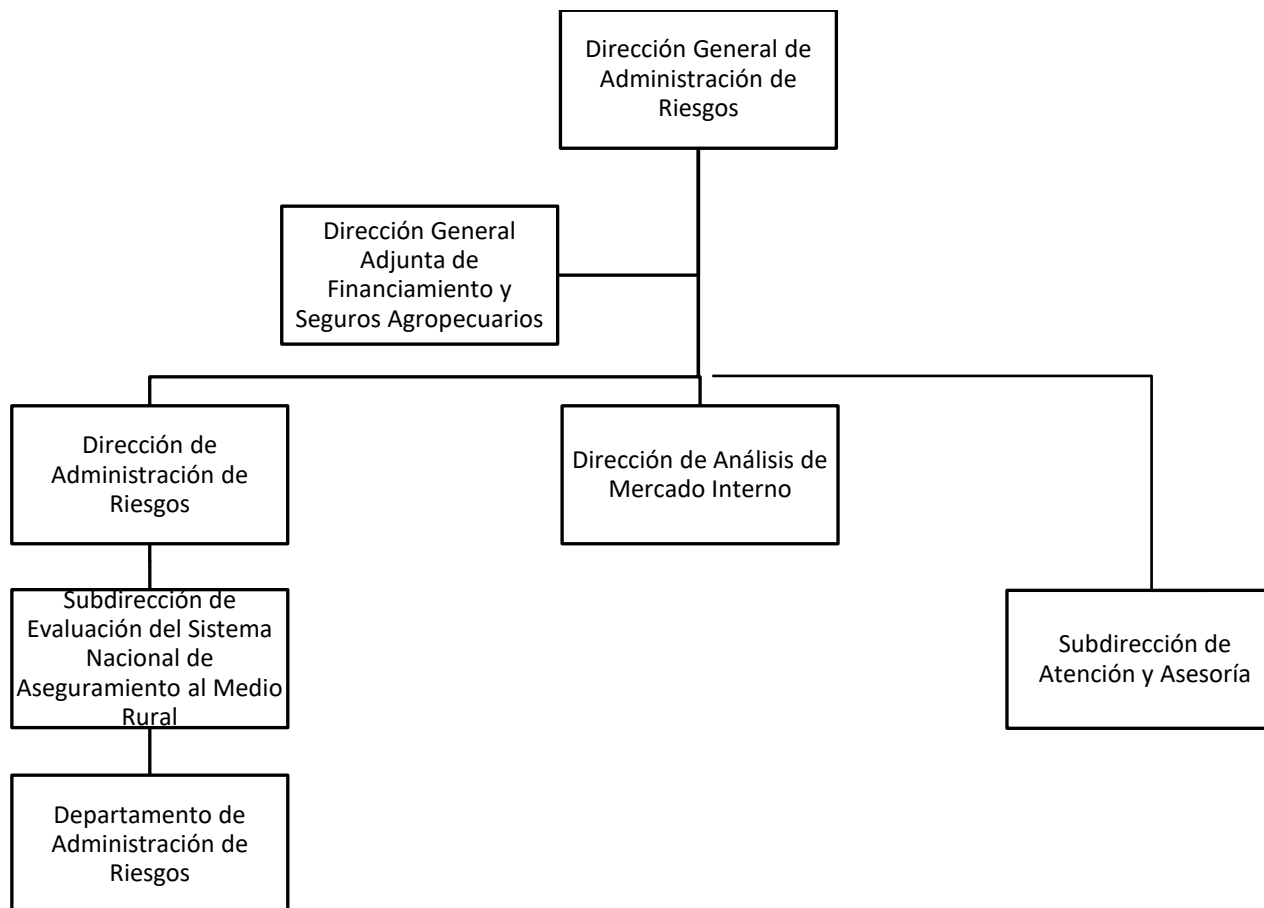 Dirección General de
Administración de
Riesgos
Dirección General
Adjunta de
Financiamiento y
Seguros Agropecuarios
Dirección de
Administración de
Riesgos
Dirección de Análisis de
Mercado Interno
Subdirección de
Evaluación del Sistema
Nacional de
Aseguramiento al Medio
Rural
Subdirección de
Atención y Asesoría
Departamento de
Administración de
Riesgos